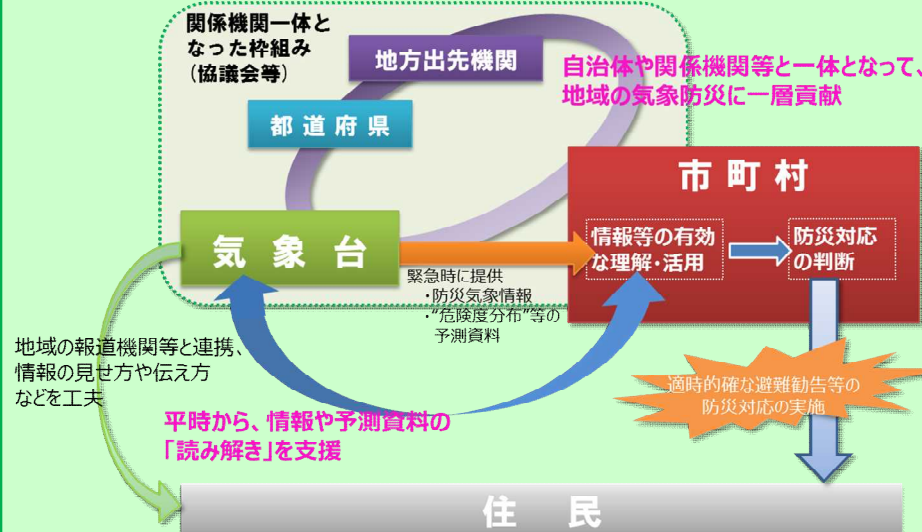 関係機関一体と
なった枠組み
(協議会等)
地方出先機関
都道府県
自治体や関係機関等と一体となって、
地域の気象防災に一層貢献
市町村
気象台
情報等の有効
な理解・活用
防災対応
の判断
緊急時に提供
・防災気象情報
・“危険度分布”等の
予測資料
地域の報道機関等と連携、
情報の見せ方や伝え方
などを工夫
適時的確な避難勧告等の
防災対応の実施
平時から、情報や予測資料の
「読み解き」を支援
住民